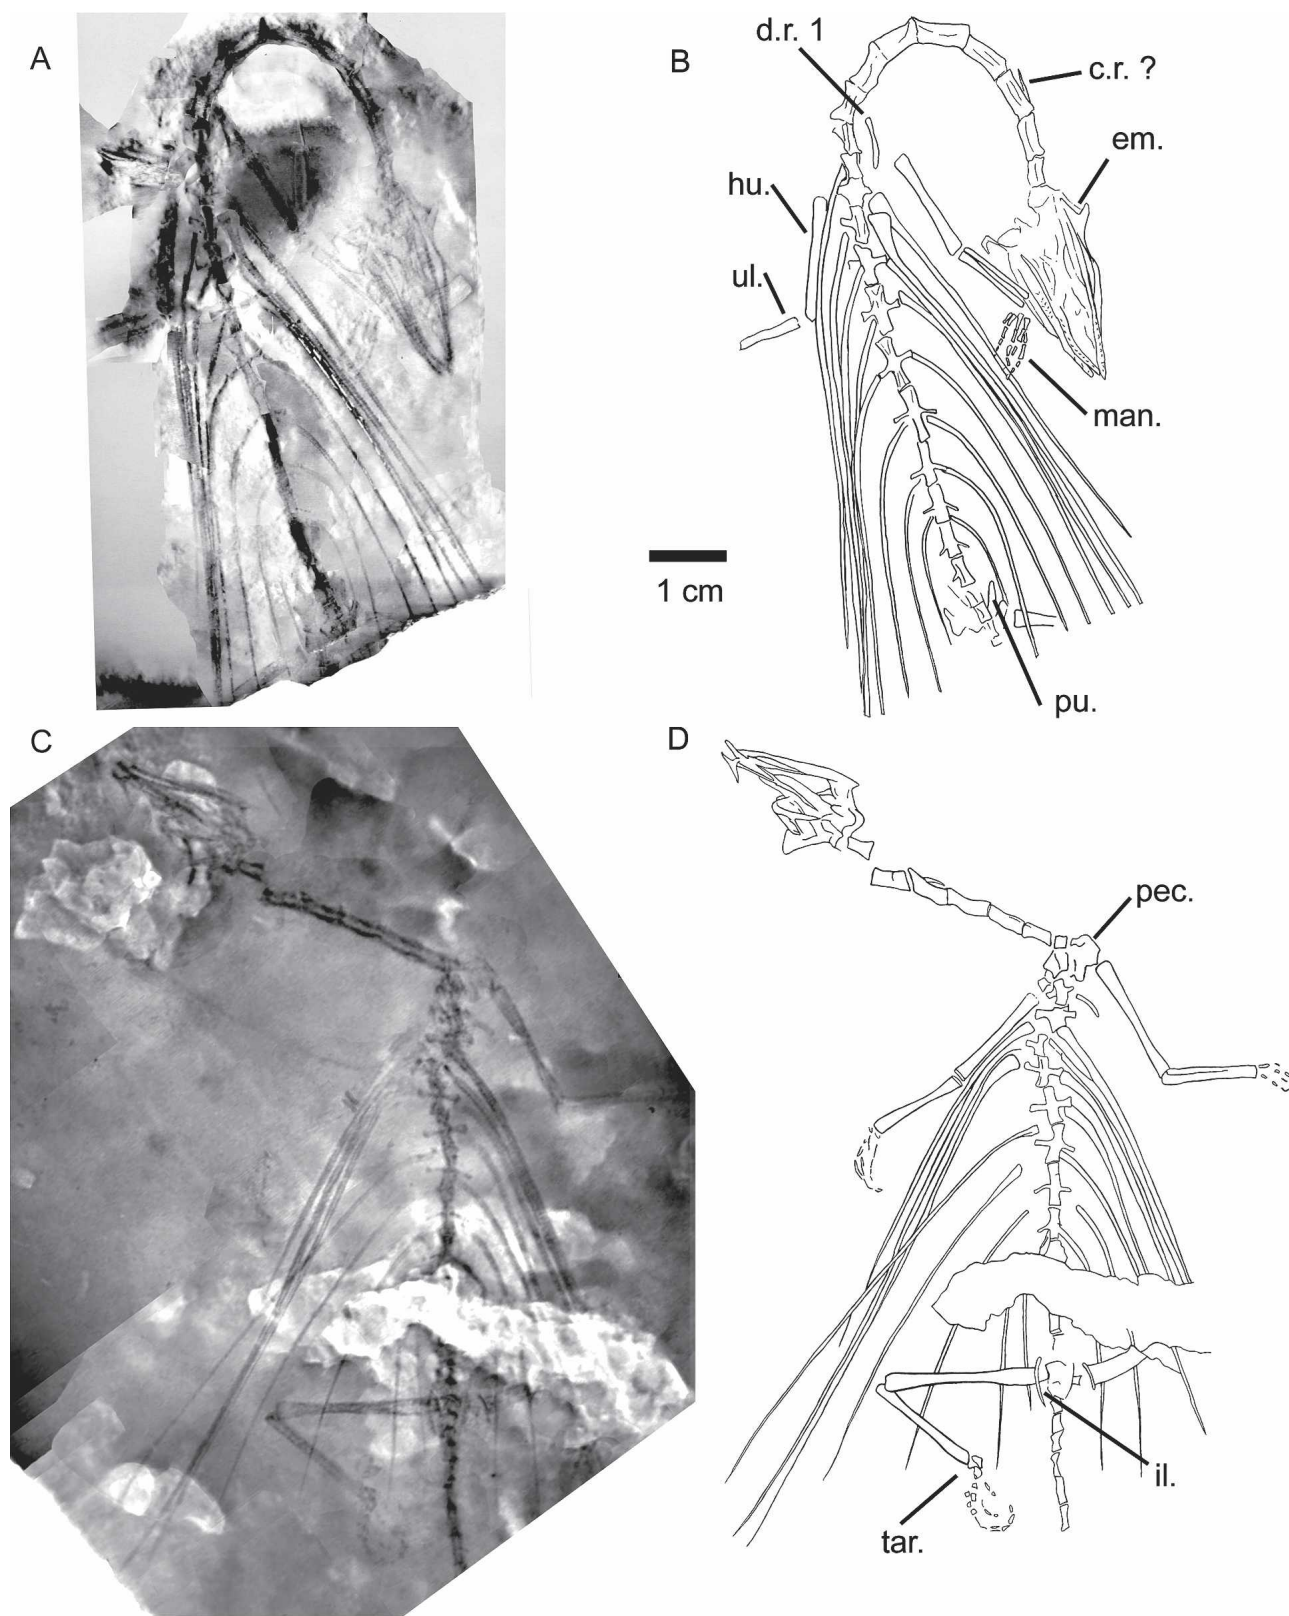 A
B
d.r. 1
c.r. ?
em.
hu.
ul.
man.
1 cm
pu.
C
D
pec.
il.
tar.